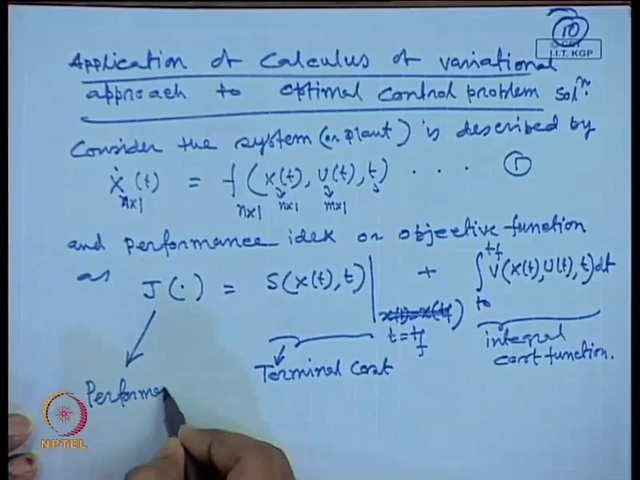 10
I.I.T. KGP
Application of Calculus of variational
approach to optimal control problem solⁿ.
Consider the system (or plant) is described by
Ẋ(t) = f(X(t), U(t), t) . . . ①
n×1 n×1 n×1 m×1
and performance idex or objective function
as J(·) = S(X(t), t)| + ∫ V(X(t), U(t), t)dt
tf
t0
t = tf
Terminal Cost
integral
cost function.
Performa
NPTEL